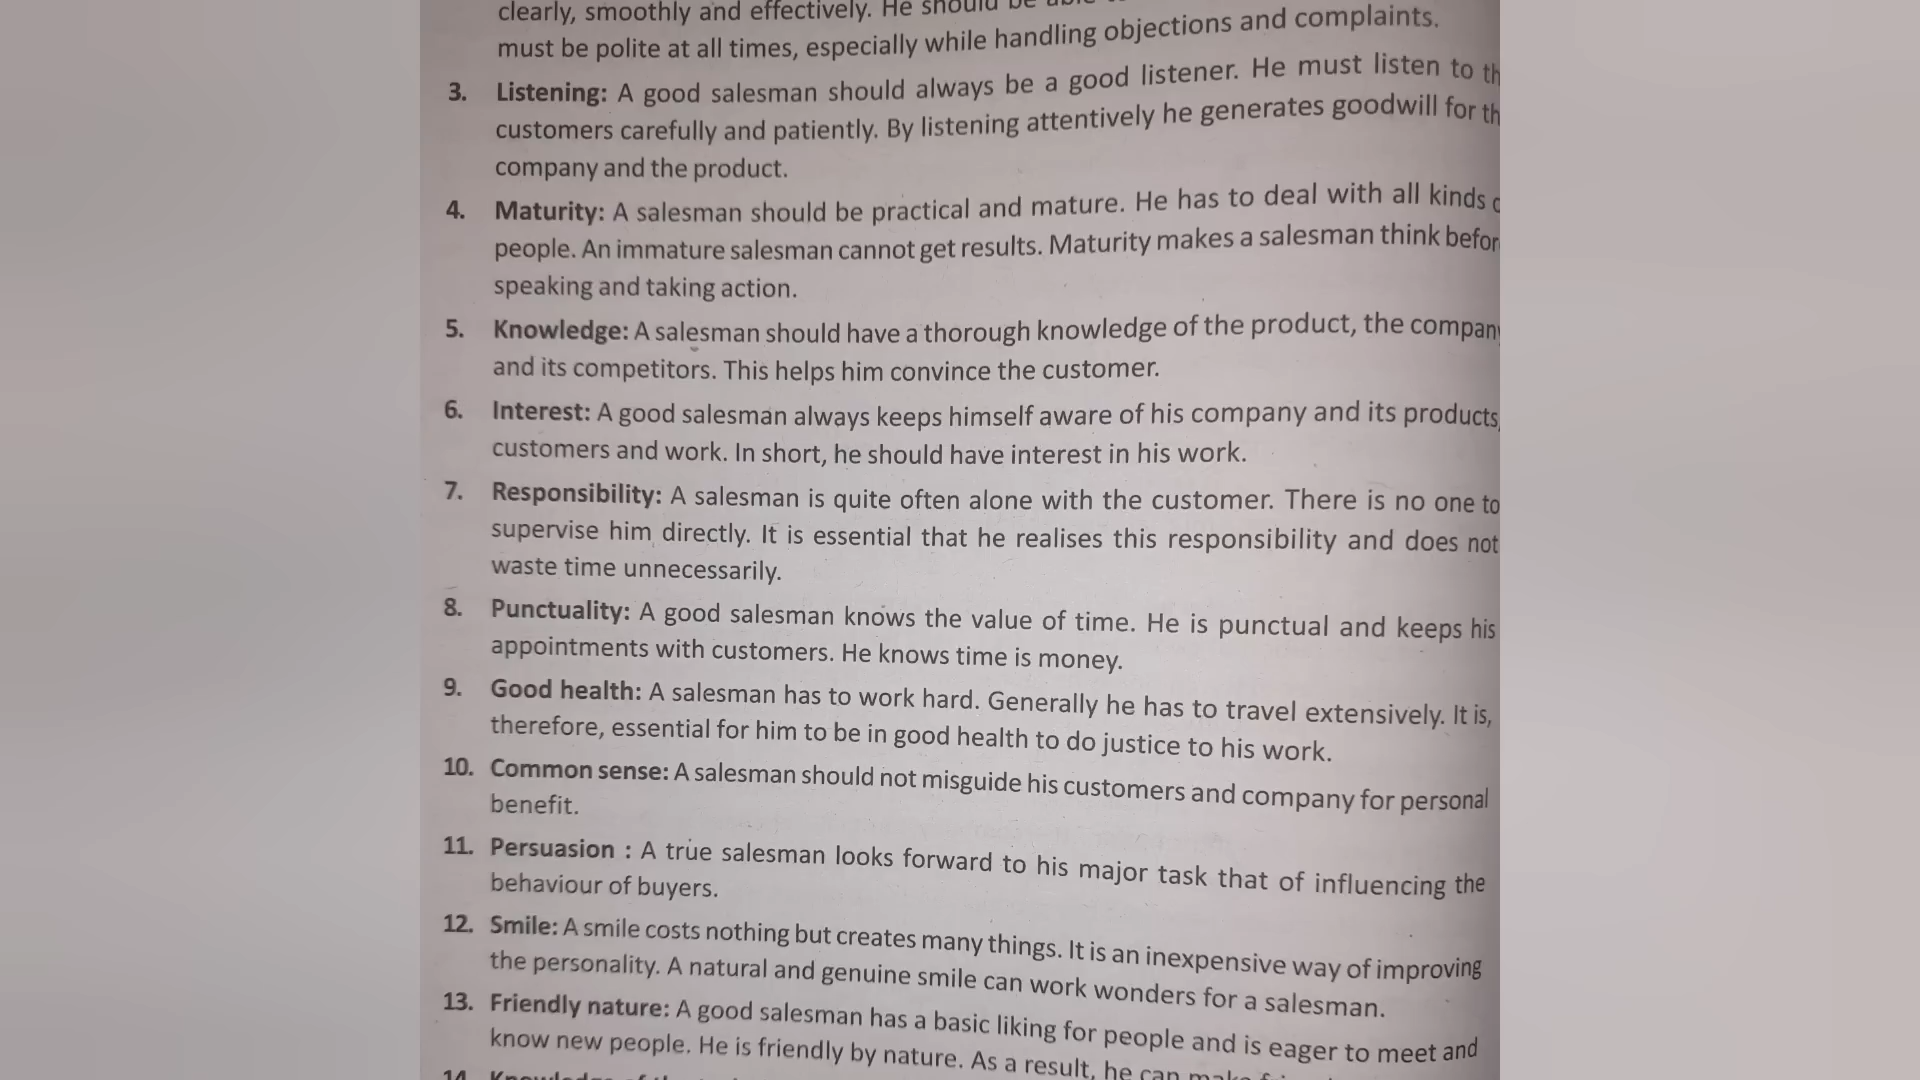 clearly, smoothly and effectively. He should be
must be polite at all times, especially while handling objections and complaints.
3. Listening: A good salesman should always be a good listener. He must listen to th
customers carefully and patiently. By listening attentively he generates goodwill for th
company and the product.
4. Maturity: A salesman should be practical and mature. He has to deal with all kinds
people. An immature salesman cannot get results. Maturity makes a salesman think befor
speaking and taking action.
5. Knowledge: A salesman should have a thorough knowledge of the product, the company
and its competitors. This helps him convince the customer.
6. Interest: A good salesman always keeps himself aware of his company and its products,
customers and work. In short, he should have interest in his work.
7. Responsibility: A salesman is quite often alone with the customer. There is no one to
supervise him directly. It is essential that he realises this responsibility and does not
waste time unnecessarily.
8. Punctuality: A good salesman knows the value of time. He is punctual and keeps his
appointments with customers. He knows time is money.
9. Good health: A salesman has to work hard. Generally he has to travel extensively. It is,
therefore, essential for him to be in good health to do justice to his work.
10. Common sense: A salesman should not misguide his customers and company for personal
benefit.
11. Persuasion : A true salesman looks forward to his major task that of influencing the
behaviour of buyers.
12. Smile: A smile costs nothing but creates many things. It is an inexpensive way of improving
the personality. A natural and genuine smile can work wonders for a salesman.
13. Friendly nature: A good salesman has a basic liking for people and is eager to meet and
know new people. He is friendly by nature. As a result, he can
14.